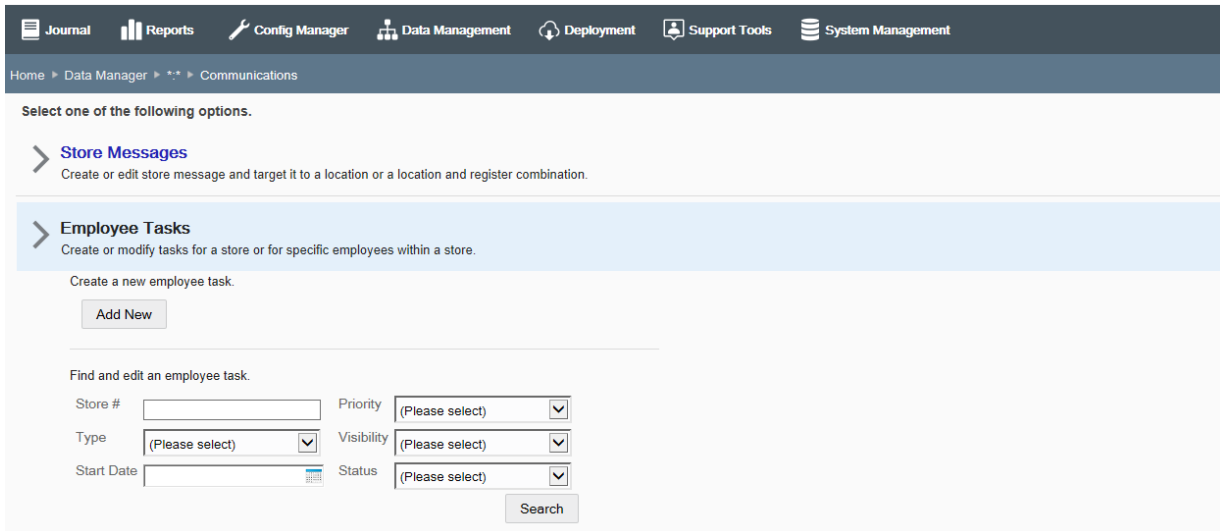 Journal Reports Config Manager Data Management Deployment Support Tools System Management
Home Data Manager *:* Communications
Select one of the following options.
Store Messages
Create or edit store message and target it to a location or a location and register combination.
Employee Tasks
Create or modify tasks for a store or for specific employees within a store.
Create a new employee task.
Add New
Find and edit an employee task.
Store # Priority (Please select)
Type (Please select) Visibility (Please select)
Start Date Status (Please select)
Search